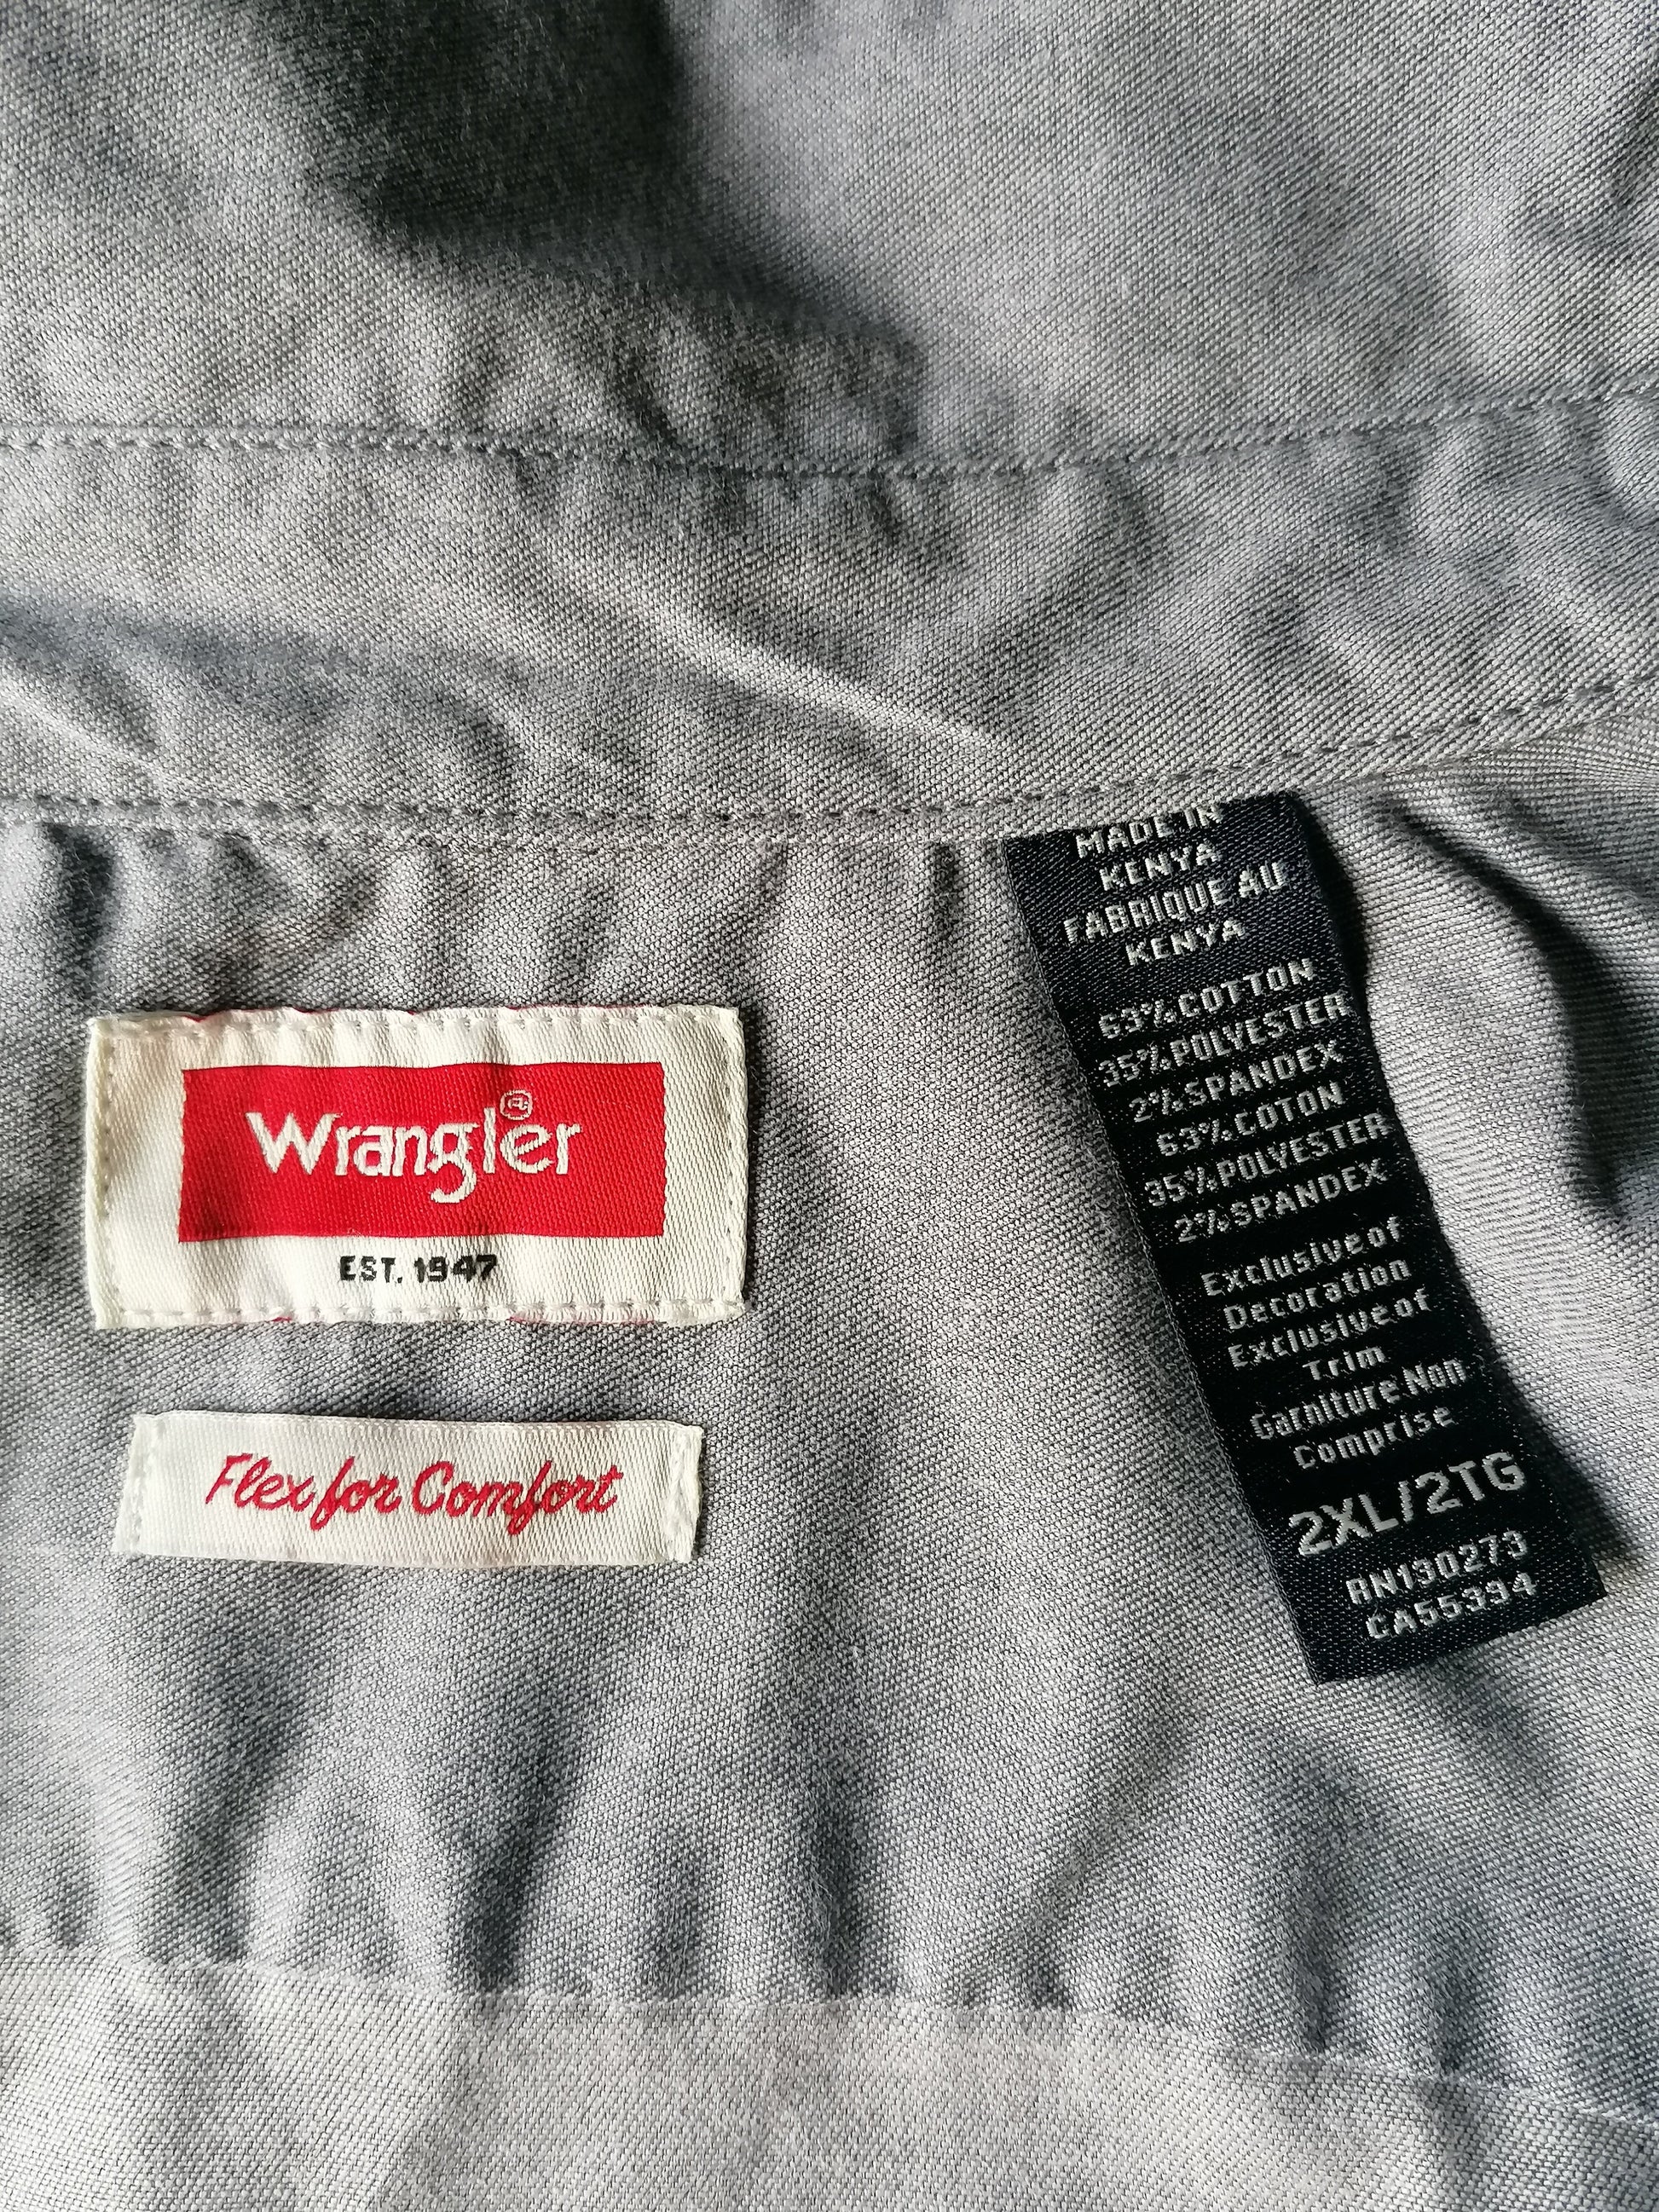 Wrangler®
EST. 1947
Flex for Comfort
MADE IN
KENYA
FABRIQUE AU
KENYA
63% COTTON
35% POLYESTER
2% SPANDEX
63% COTON
35% POLYESTER
2% SPANDEX
Exclusive of
Decoration
Exclusive of
Trim
Garniture Non
Comprise
2XL/2TG
RN130273
CA55394